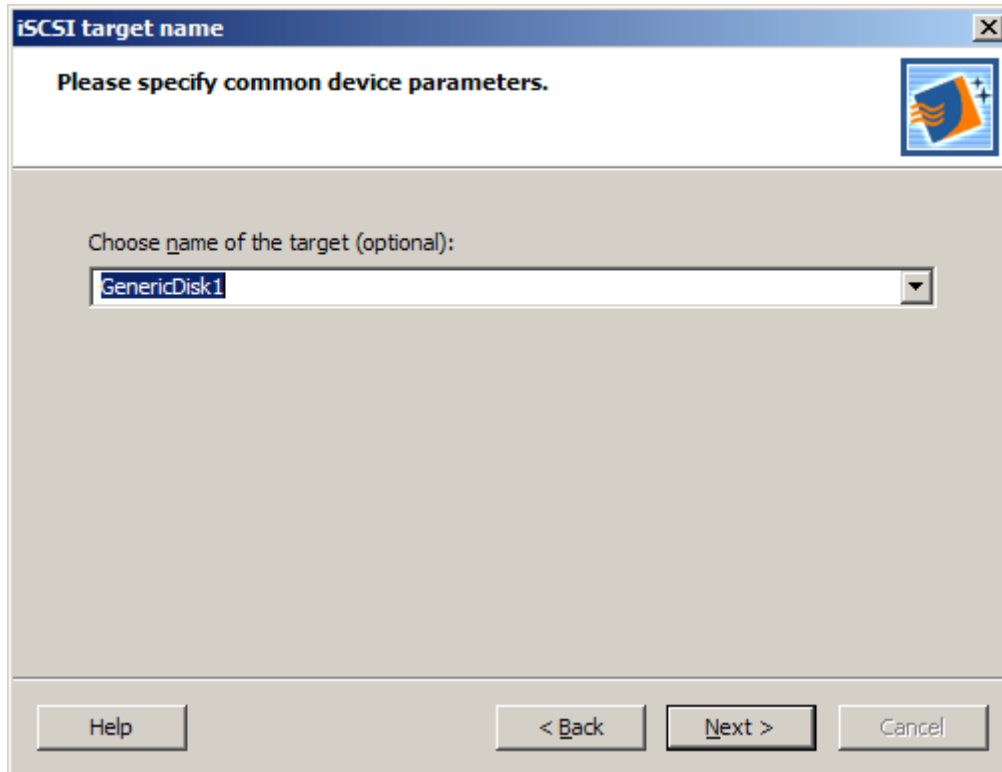 iSCSI target name
Please specify common device parameters.
Choose name of the target (optional):
GenericDisk1
Help
< Back
Next >
Cancel